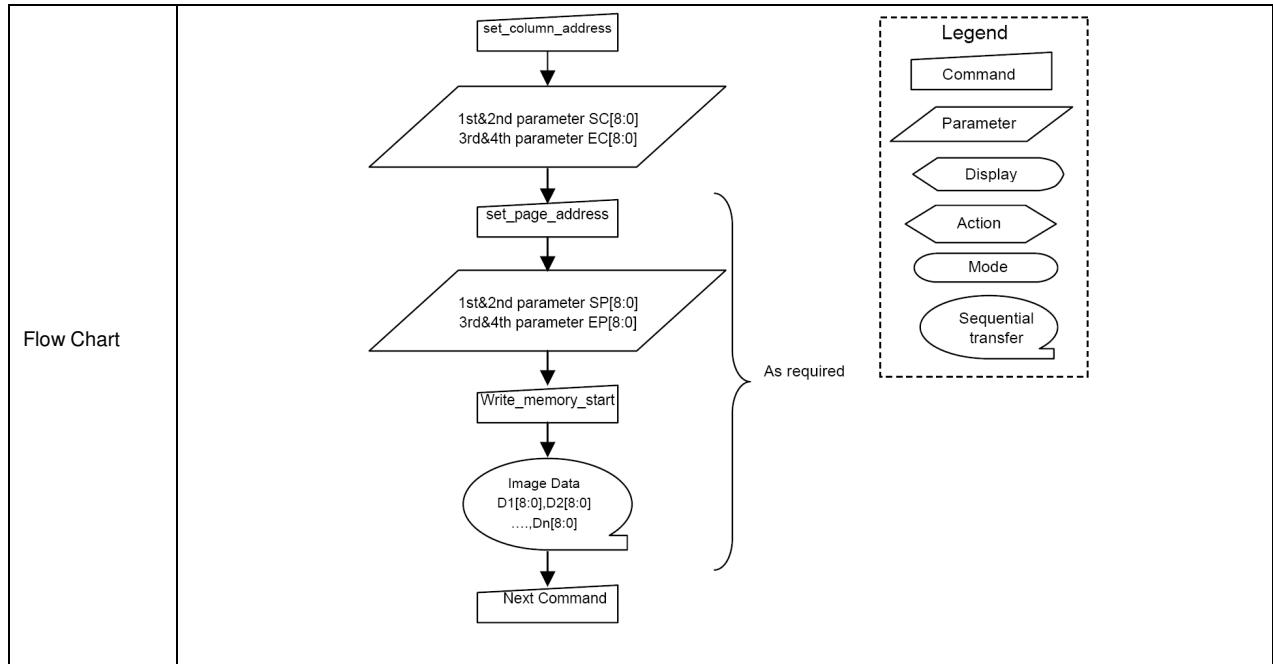 Flow Chart
set_column_address
1st&2nd parameter SC[8:0]
3rd&4th parameter EC[8:0]
set_page_address
1st&2nd parameter SP[8:0]
3rd&4th parameter EP[8:0]
Write_memory_start
Image Data
D1[8:0],D2[8:0]
....,Dn[8:0]
Next Command
As required
Legend
Command
Parameter
Display
Action
Mode
Sequential
transfer